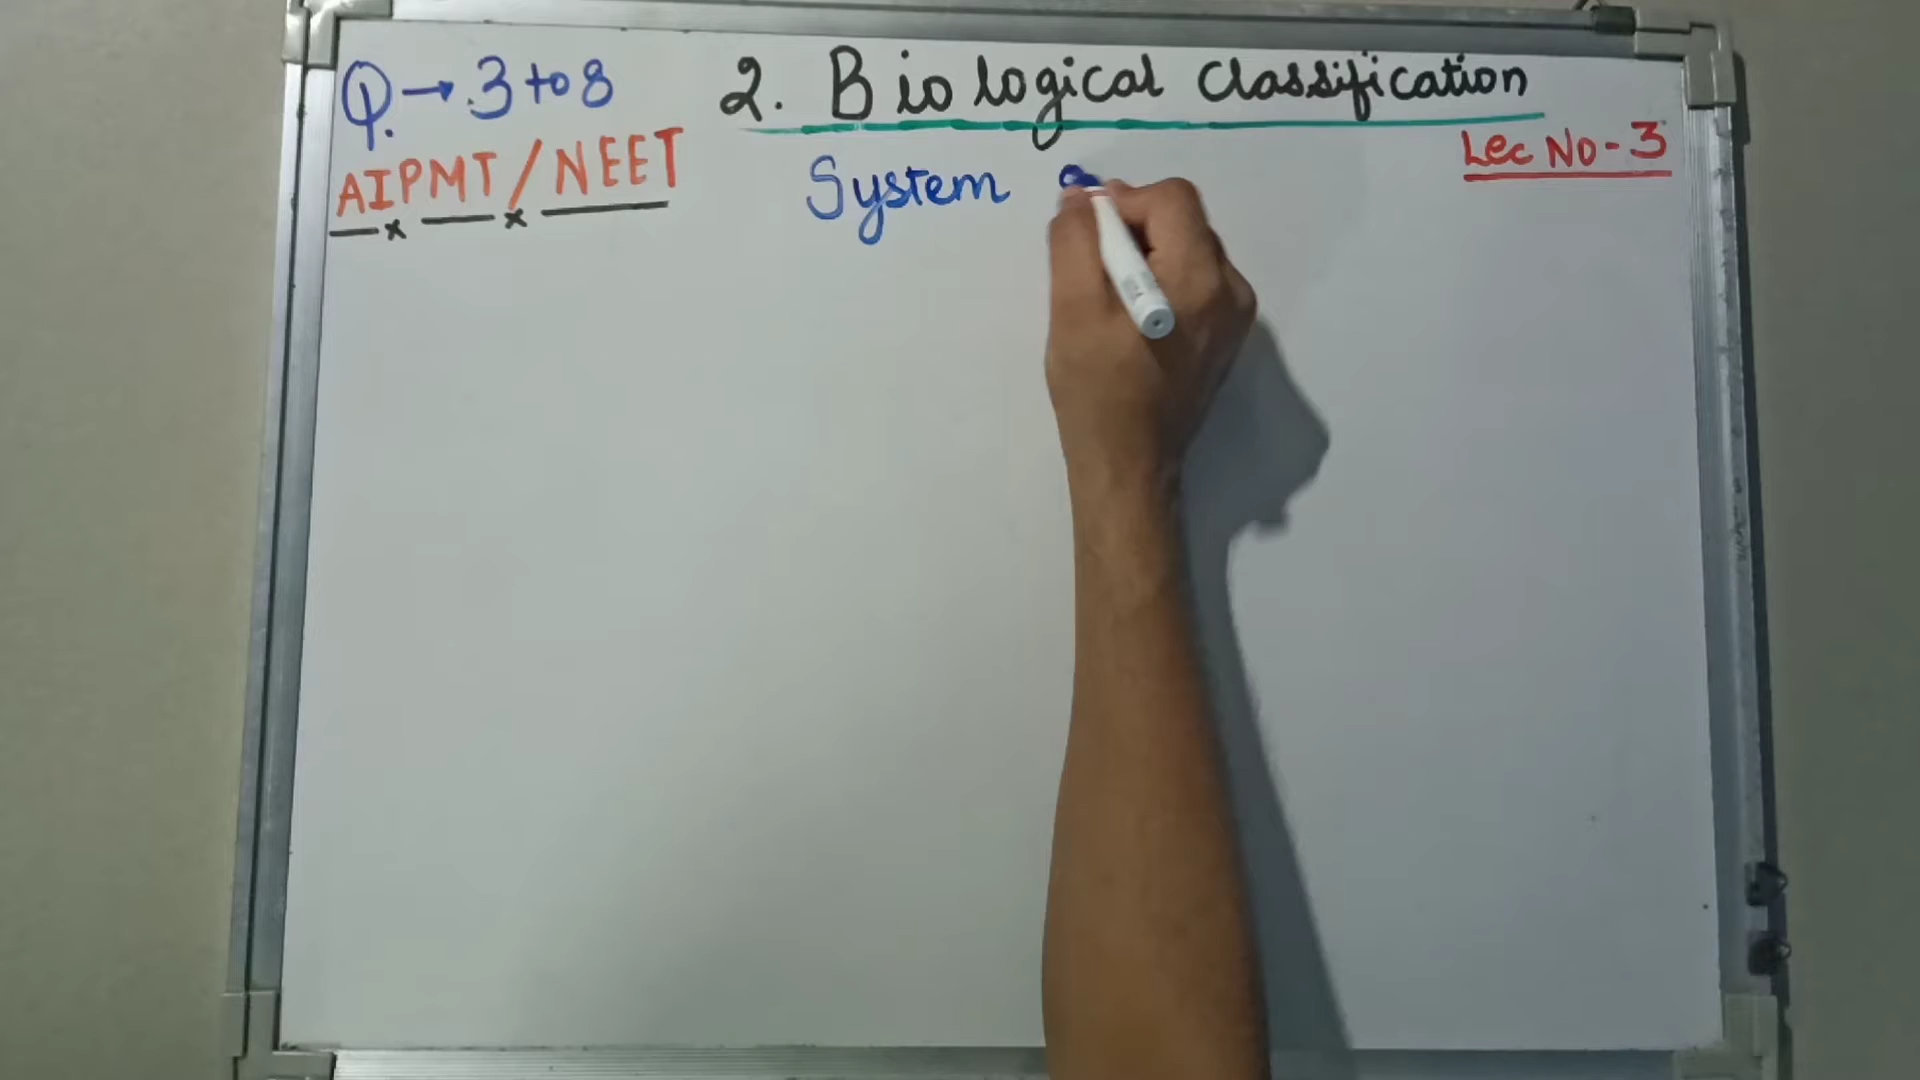 Q. → 3 to 8
2. Biological Classification
AIPMT / NEET
Lec No - 3
System